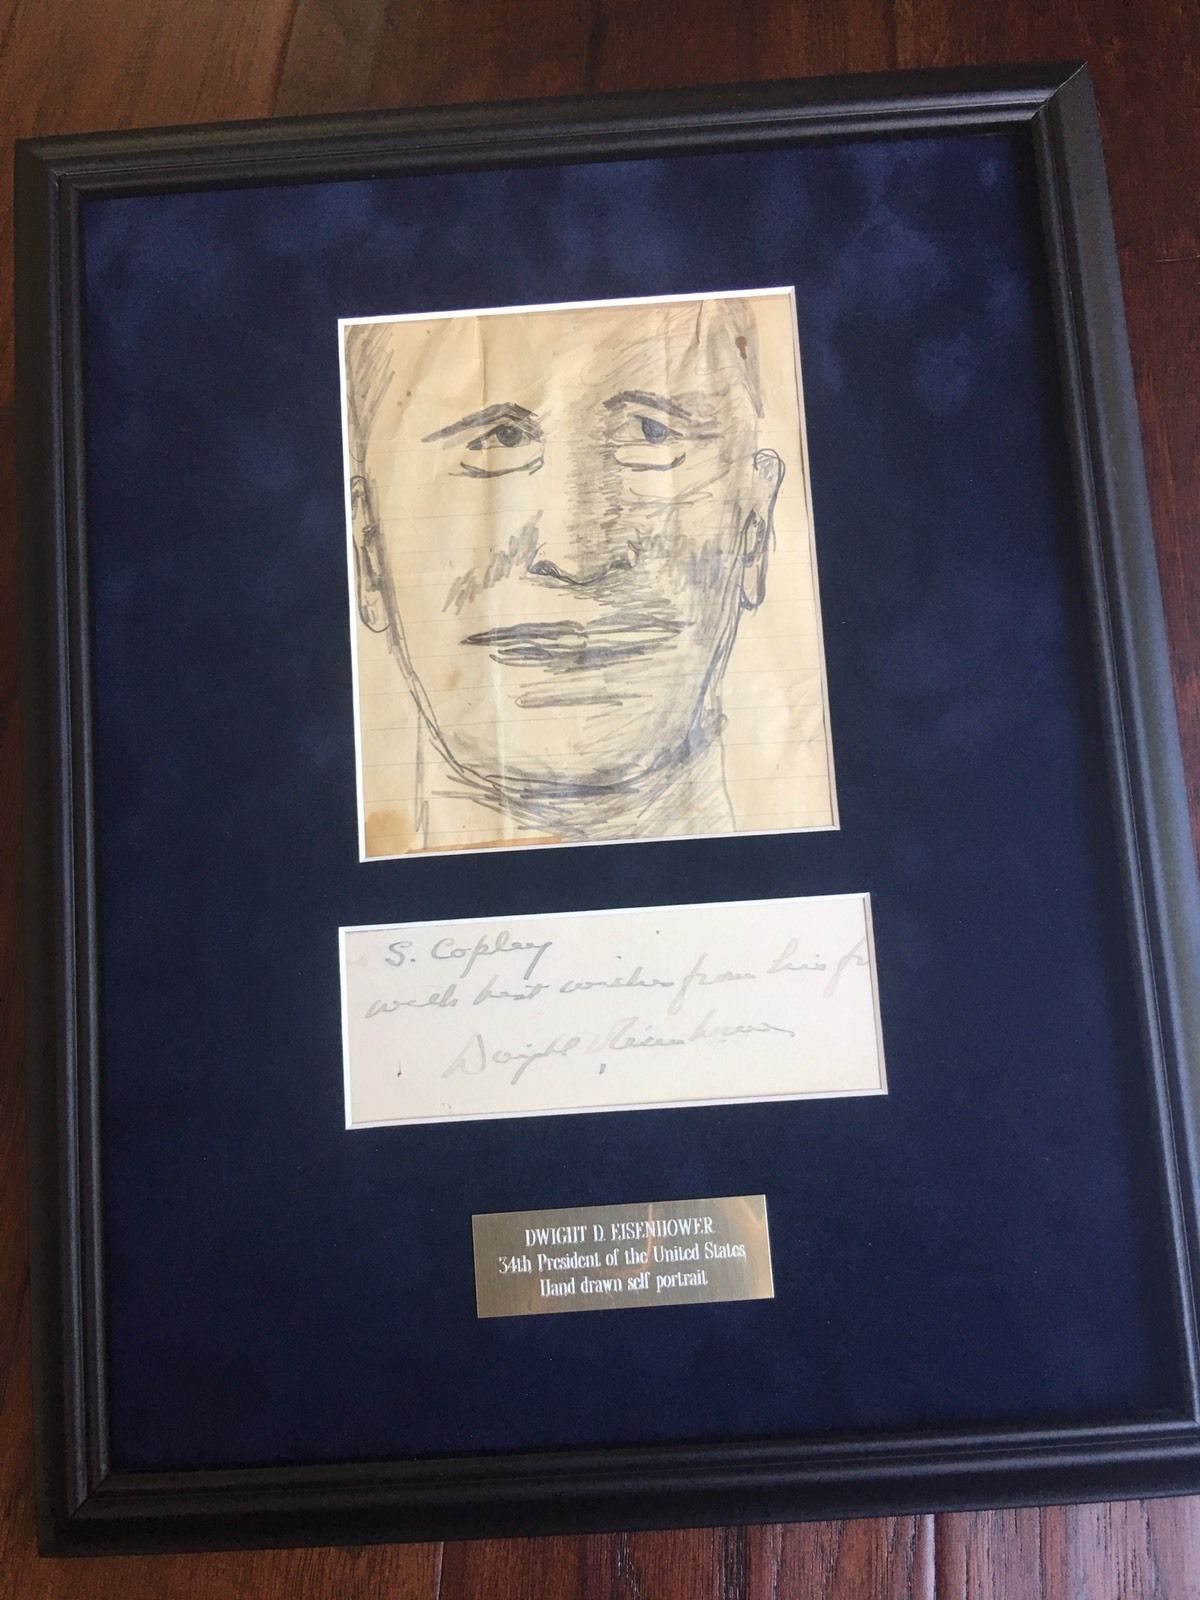 S. Copley
with best wishes from his fr
Dwight Eisenhower
DWIGHT D. EISENHOWER
34th President of the United States
Hand drawn self portrait